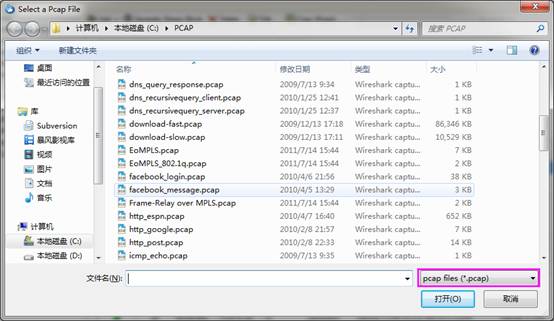 Select a Pcap File
计算机 本地磁盘 (C:) PCAP
搜索 PCAP
组织 新建文件夹
桌面
最近访问的位置
库
Subversion
暴风影视库
视频
图片
文档
音乐
计算机
本地磁盘 (C:)
本地磁盘 (D:)
名称 修改日期 类型 大小
dns_query_response.pcap 2009/7/13 9:34 Wireshark captu... 1 KB
dns_recursivequery_client.pcap 2010/1/25 12:41 Wireshark captu... 1 KB
dns_recursivequery_server.pcap 2010/1/25 12:37 Wireshark captu... 1 KB
download-fast.pcap 2009/12/13 17:18 Wireshark captu... 86,346 KB
download-slow.pcap 2009/12/13 17:11 Wireshark captu... 10,529 KB
EoMPLS.pcap 2011/7/14 15:44 Wireshark captu... 7 KB
EoMPLS_802.1q.pcap 2011/7/14 15:44 Wireshark captu... 2 KB
facebook_login.pcap 2010/4/6 21:56 Wireshark captu... 38 KB
facebook_message.pcap 2010/4/5 13:29 Wireshark captu... 3 KB
Frame-Relay over MPLS.pcap 2011/7/14 15:44 Wireshark captu... 2 KB
http_espn.pcap 2010/4/7 16:40 Wireshark captu... 652 KB
http_google.pcap 2010/2/8 21:57 Wireshark captu... 7 KB
http_post.pcap 2010/2/8 22:33 Wireshark captu... 14 KB
icmp_echo.pcap 2009/7/13 9:35 Wireshark captu... 1 KB
文件名(N):
pcap files (*.pcap)
打开(O) 取消